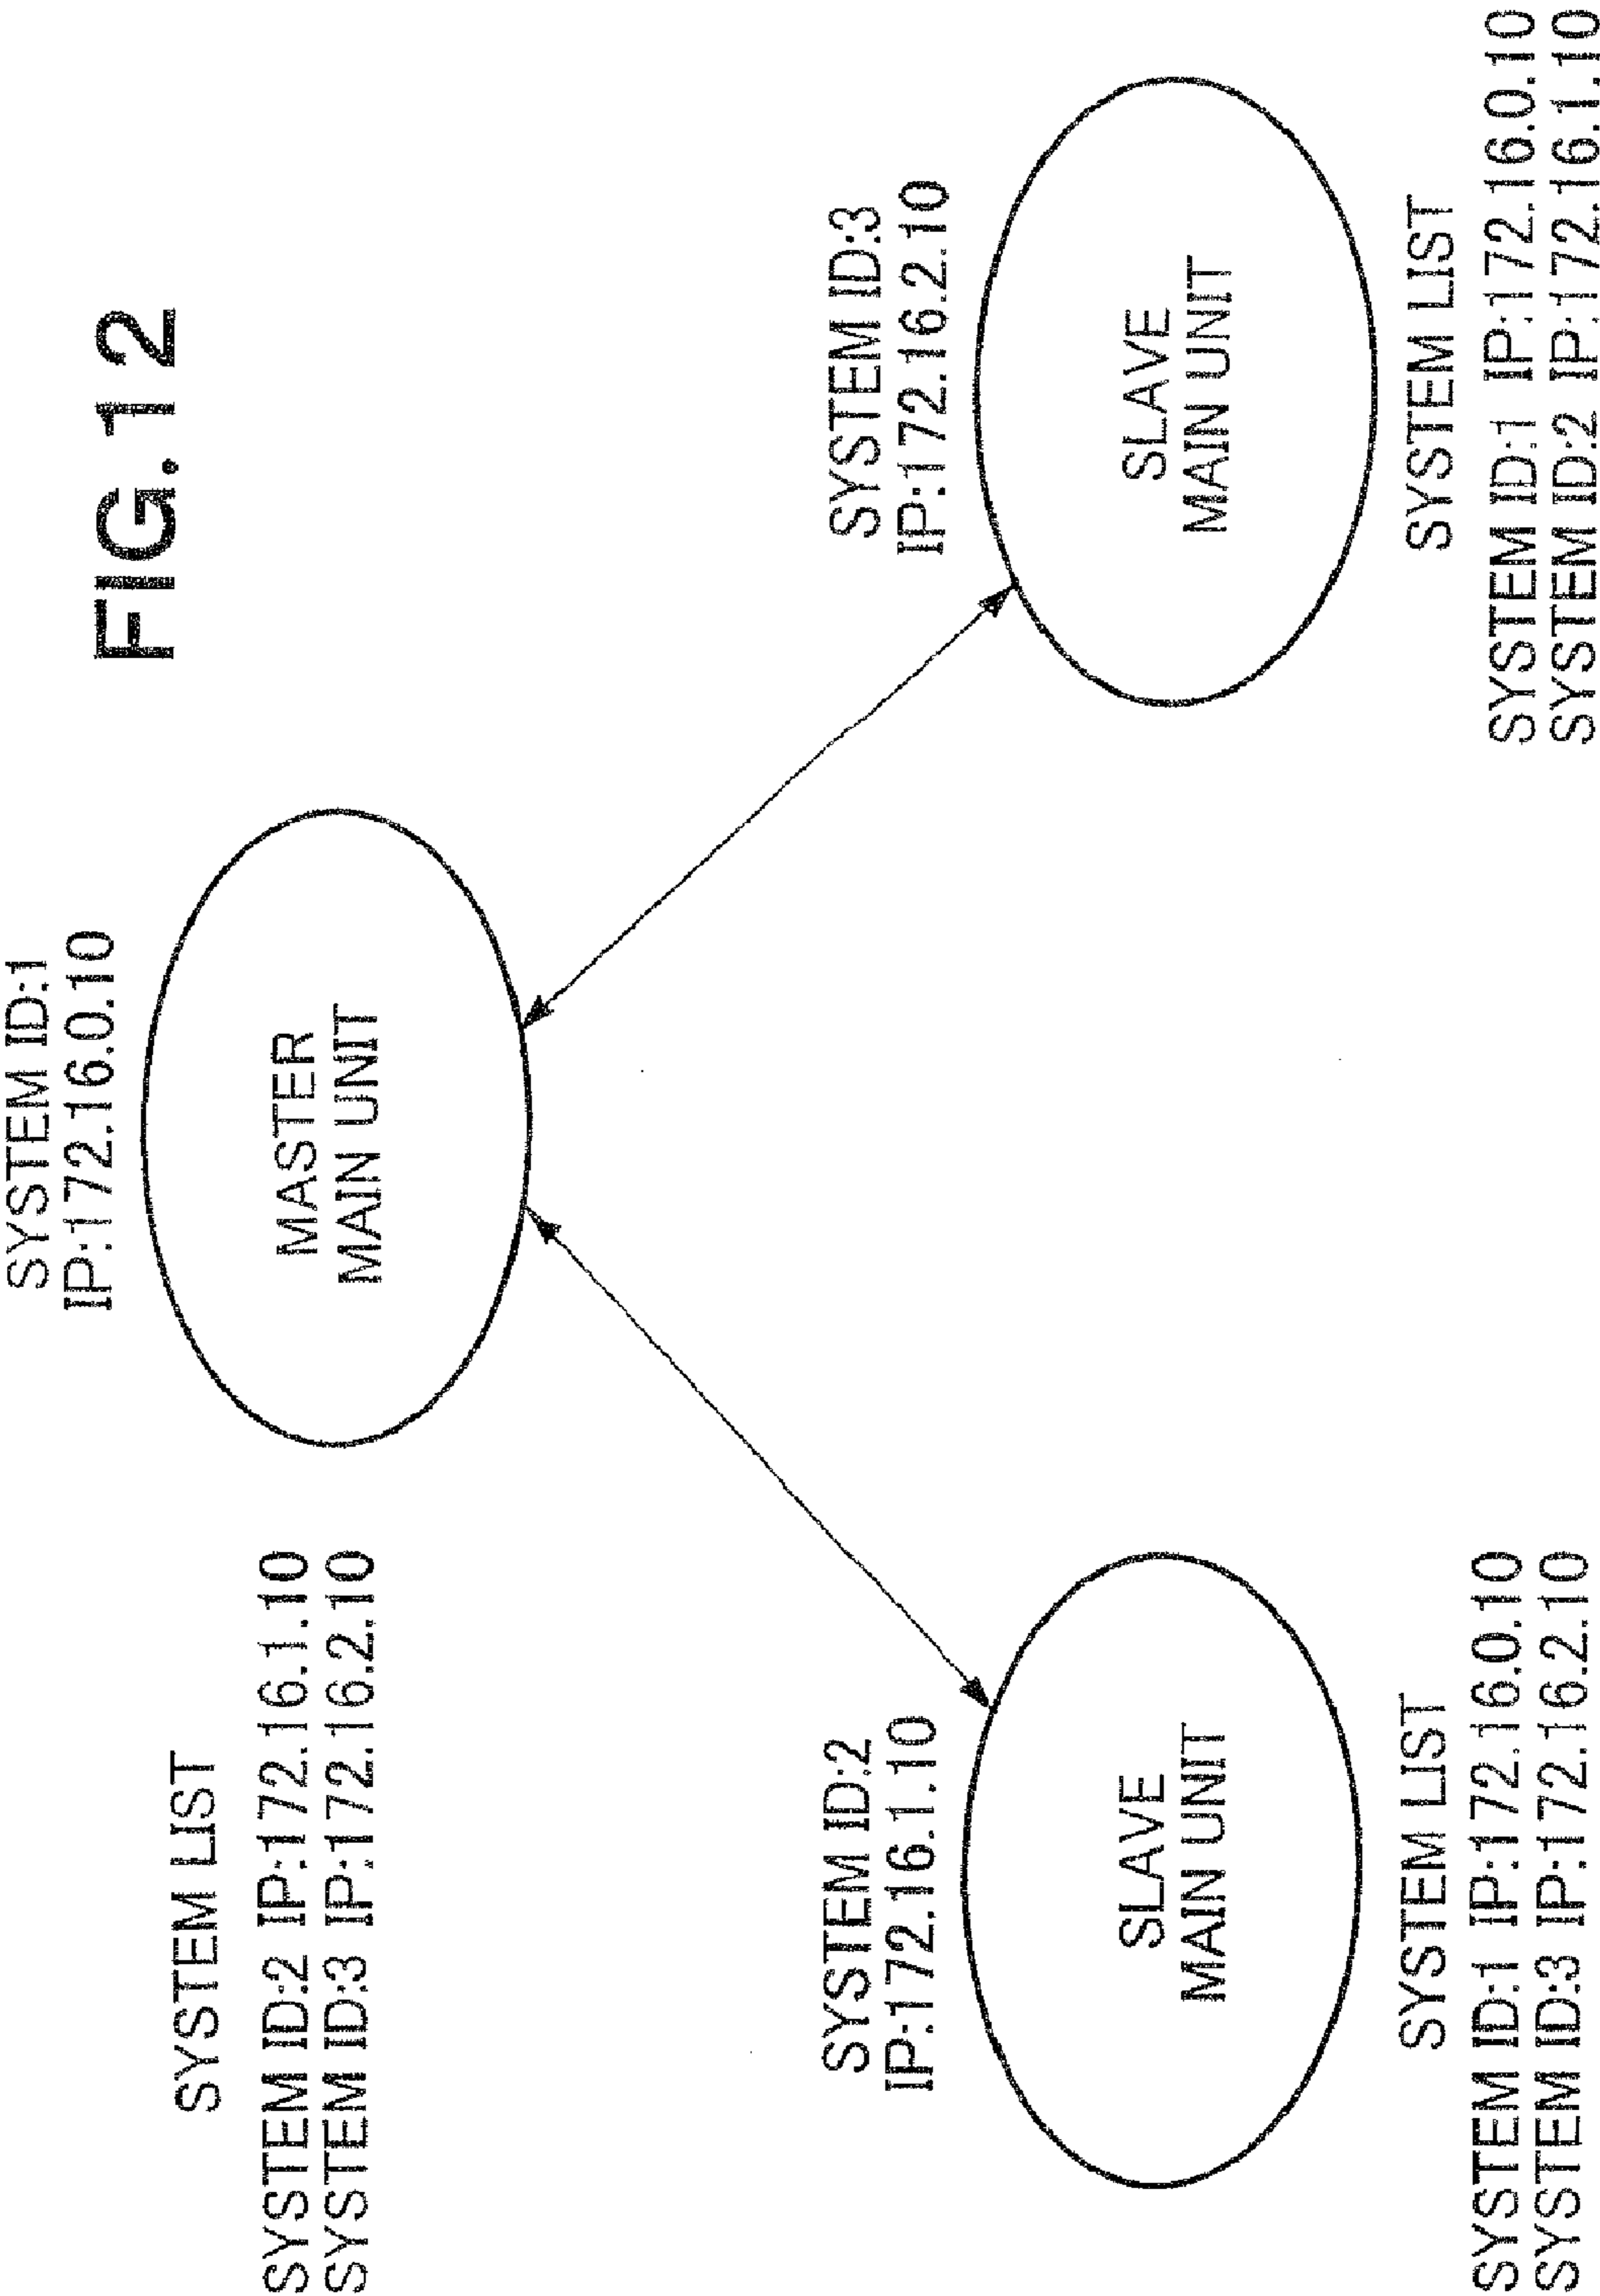 FIG. 12
SYSTEM ID:1
IP:172.16.0.10
MASTER
MAIN UNIT
SYSTEM LIST
SYSTEM ID:2 IP:172.16.1.10
SYSTEM ID:3 IP:172.16.2.10
SYSTEM ID:2
IP:172.16.1.10
SLAVE
MAIN UNIT
SYSTEM LIST
SYSTEM ID:1 IP:172.16.0.10
SYSTEM ID:3 IP:172.16.2.10
SYSTEM ID:3
IP:172.16.2.10
SLAVE
MAIN UNIT
SYSTEM LIST
SYSTEM ID:1 IP:172.16.0.10
SYSTEM ID:2 IP:172.16.1.10